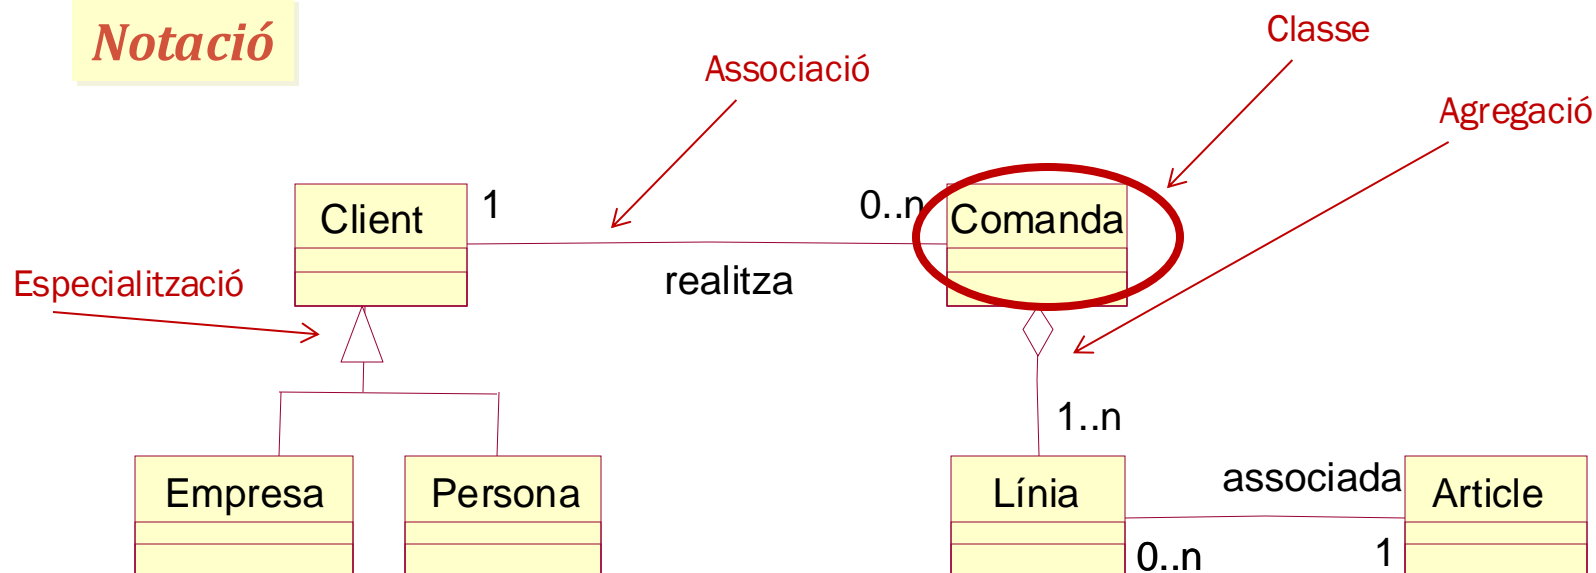 Notació
Classe
Associació
Agregació
Client
1
0..n
Comanda
realitza
Especialització
1..n
Empresa
Persona
Línia
associada
Article
0..n
1